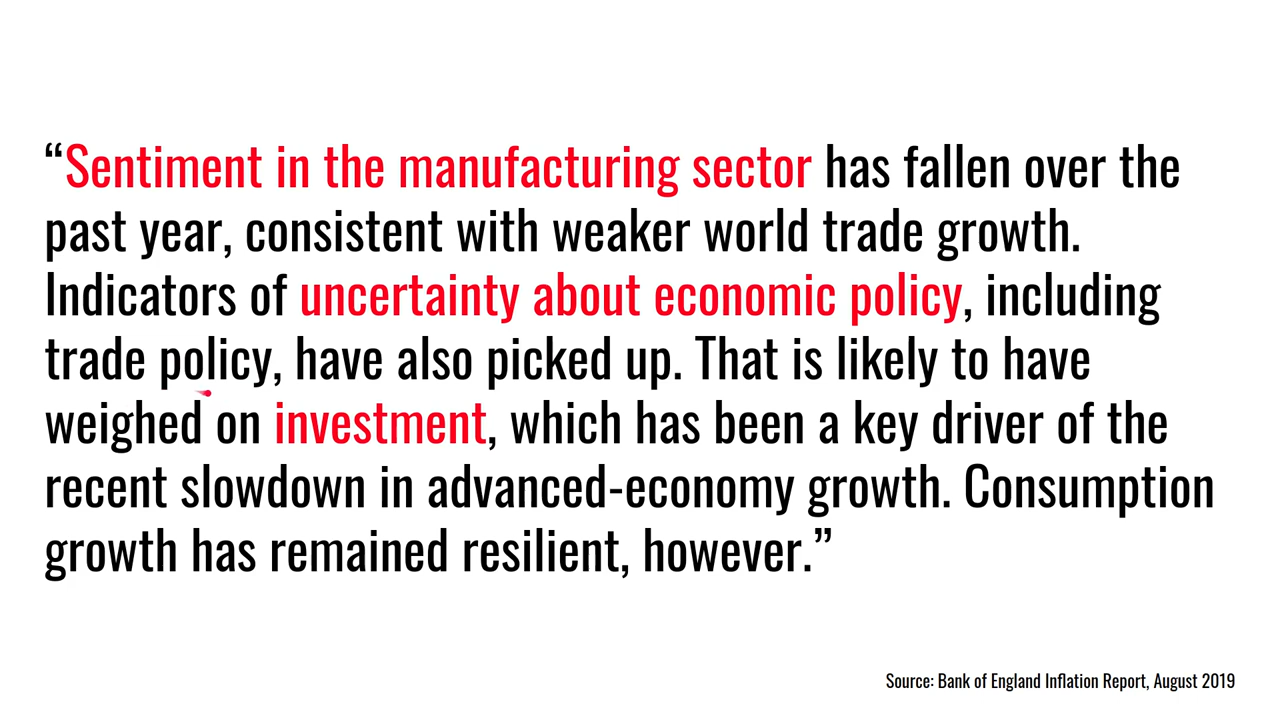 “Sentiment in the manufacturing sector has fallen over the
past year, consistent with weaker world trade growth.
Indicators of uncertainty about economic policy, including
trade policy, have also picked up. That is likely to have
weighed on investment, which has been a key driver of the
recent slowdown in advanced-economy growth. Consumption
growth has remained resilient, however.”
Source: Bank of England Inflation Report, August 2019